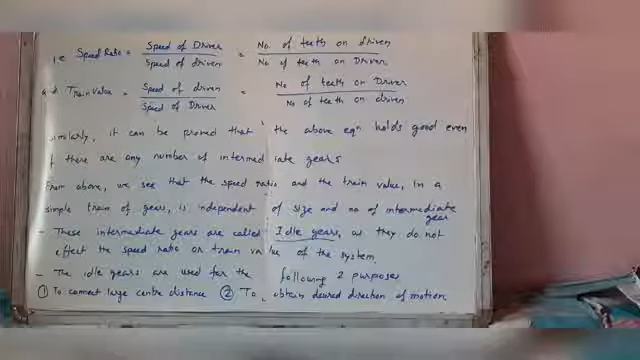 i.e Speed Ratio = Speed of Driver / Speed of driven = No. of teeth on driven / No. of teeth on Driver
and Train Value = Speed of driven / Speed of Driver = No of teeth on Driver / No of teeth on driven
similarly, it can be proved that the above eqn holds good even
if there are any number of intermediate gears
From above, we see that the speed ratio and the train value, in a
simple train of gears, is independent of size and no of intermediate gear
- These intermediate gears are called Idle gears, as they do not
effect the speed ratio or train value of the system.
- The idle gears are used for the following 2 purposes
① To connect large centre distance ② To obtain desired direction of motion.